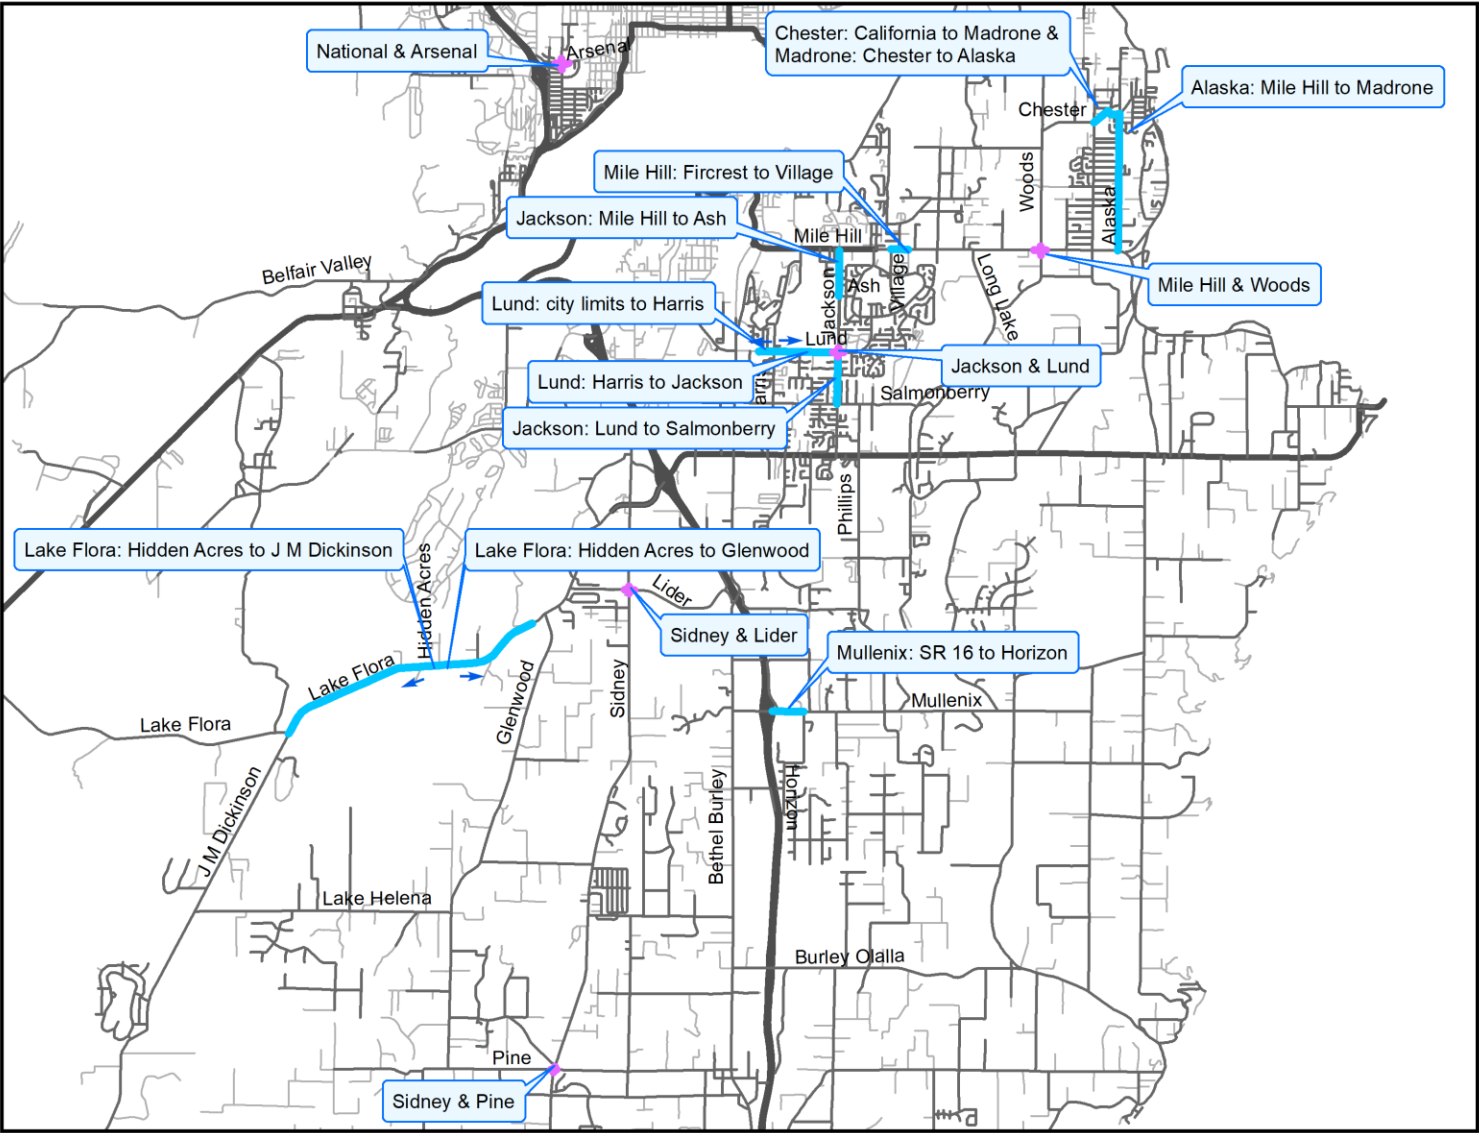 Chester: California to Madrone &
Madrone: Chester to Alaska
National & Arsenal
Arsenal
Alaska: Mile Hill to Madrone
Chester
Mile Hill: Fircrest to Village
Woods
Jackson: Mile Hill to Ash
Alaska
Mile Hill
Belfair Valley
Village
Long Lake
Jackson
Ash
Mile Hill & Woods
Lund: city limits to Harris
Lund
Jackson & Lund
Lund: Harris to Jackson
Salmonberry
Jackson: Lund to Salmonberry
Phillips
Lake Flora: Hidden Acres to J M Dickinson
Lake Flora: Hidden Acres to Glenwood
Hidden Acres
Lider
Sidney & Lider
Mullenix: SR 16 to Horizon
Lake Flora
Sidney
Glenwood
Mullenix
Lake Flora
J M Dickinson
Bethel Burley
Horizon
Lake Helena
Burley Olalla
Pine
Sidney & Pine